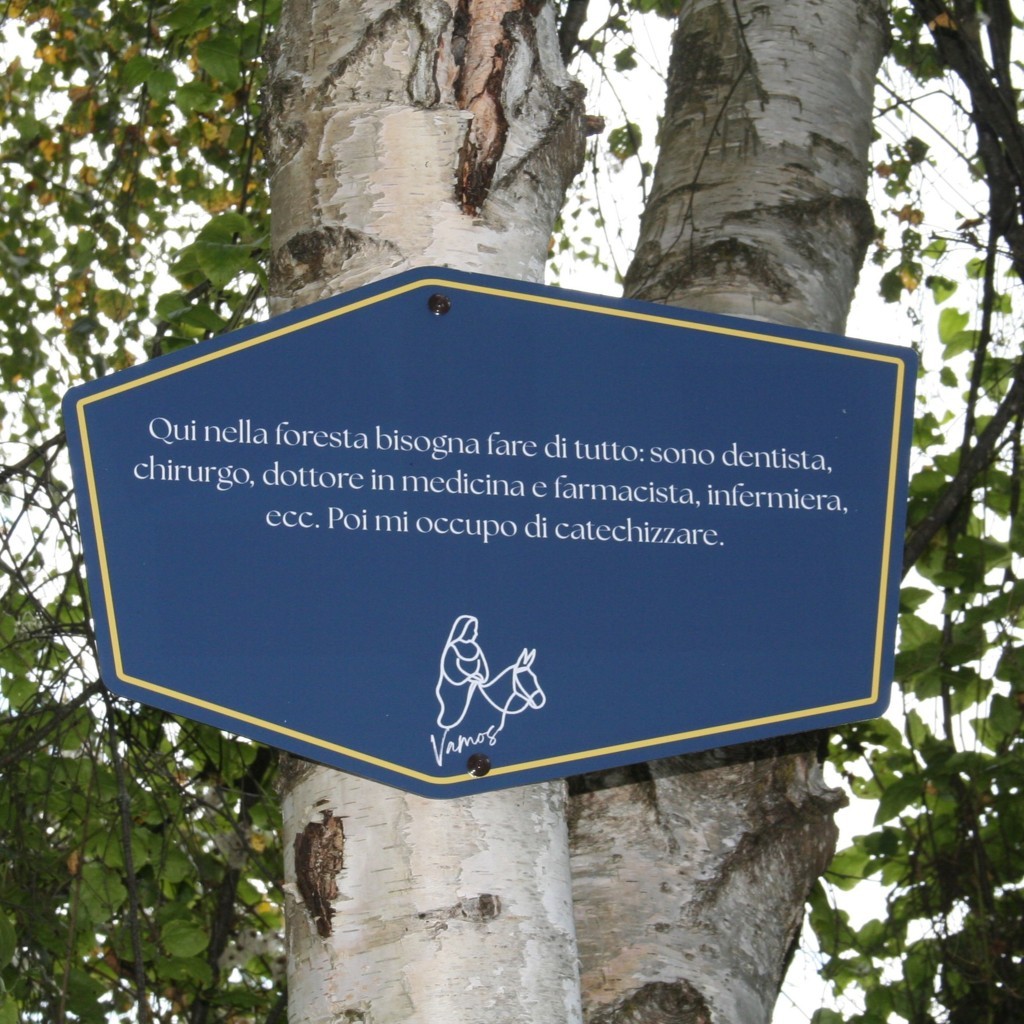 Qui nella foresta bisogna fare di tutto: sono dentista,
chirurgo, dottore in medicina e farmacista, infermiera,
ecc. Poi mi occupo di catechizzare.
Vamos